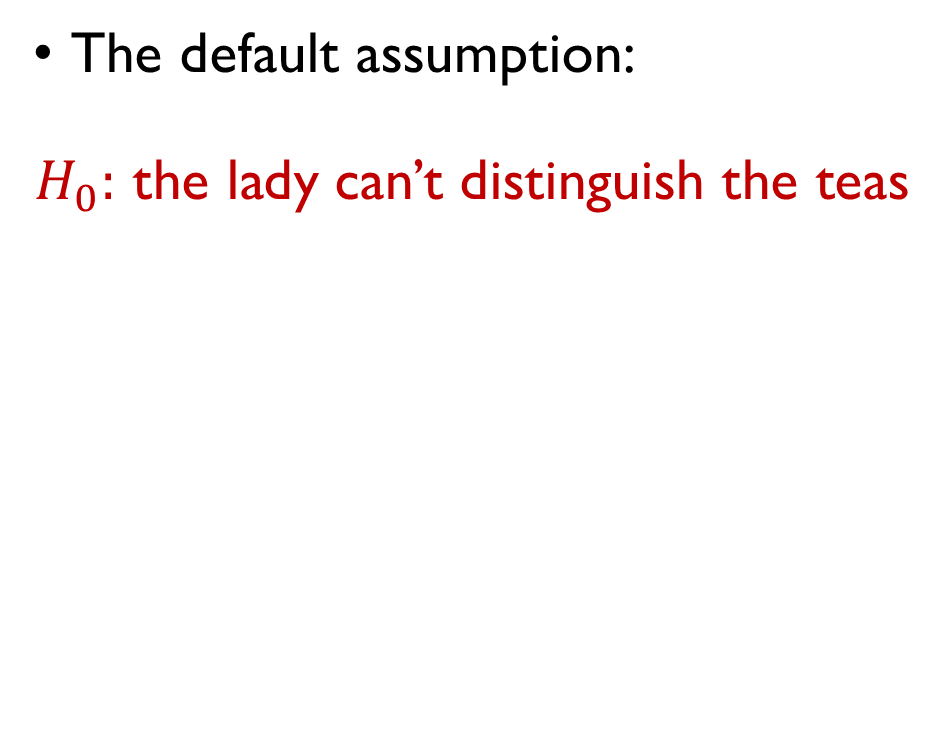 • The default assumption:
H₀: the lady can’t distinguish the teas